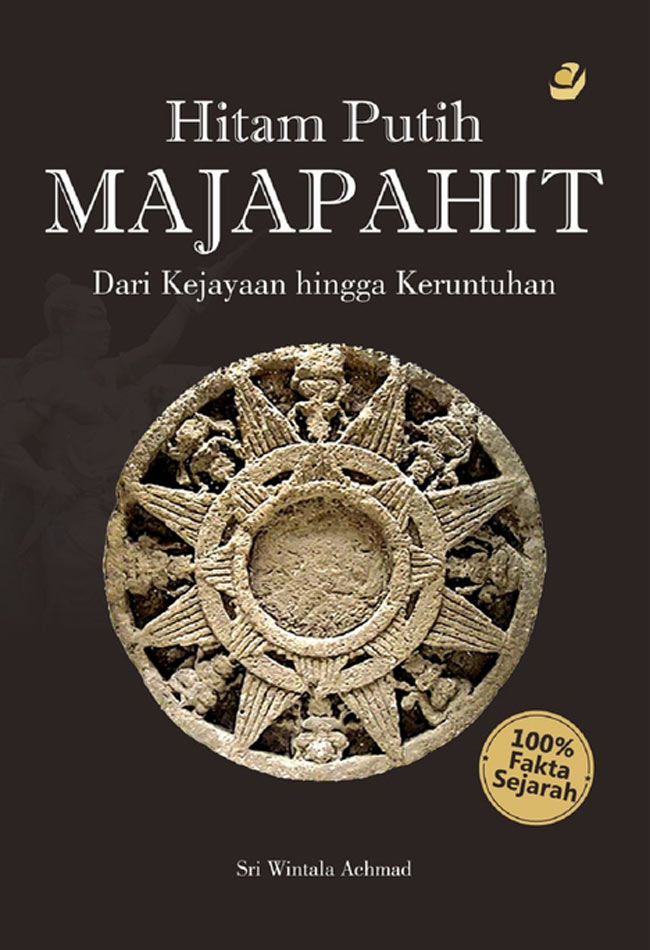 Hitam Putih
MAJAPAHIT
Dari Kejayaan hingga Keruntuhan
100%
Fakta
Sejarah
Sri Wintala Achmad